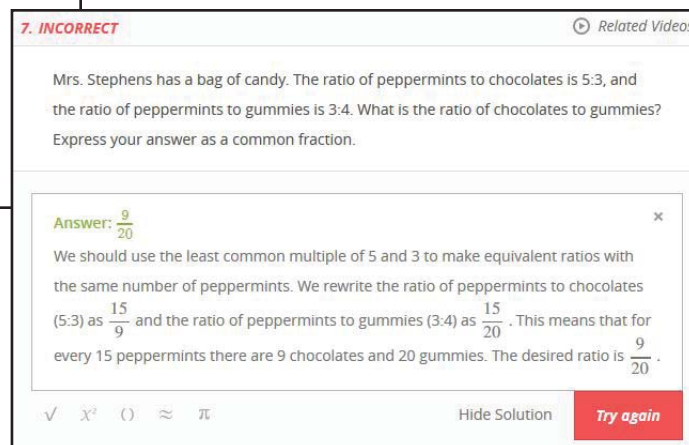 7. INCORRECT
Related Videos
Mrs. Stephens has a bag of candy. The ratio of peppermints to chocolates is 5:3, and
the ratio of peppermints to gummies is 3:4. What is the ratio of chocolates to gummies?
Express your answer as a common fraction.
Answer: 9/20
×
We should use the least common multiple of 5 and 3 to make equivalent ratios with
the same number of peppermints. We rewrite the ratio of peppermints to chocolates
(5:3) as 15/9 and the ratio of peppermints to gummies (3:4) as 15/20 . This means that for
every 15 peppermints there are 9 chocolates and 20 gummies. The desired ratio is 9/20 .
√ X² () ≈ π
Hide Solution
Try again